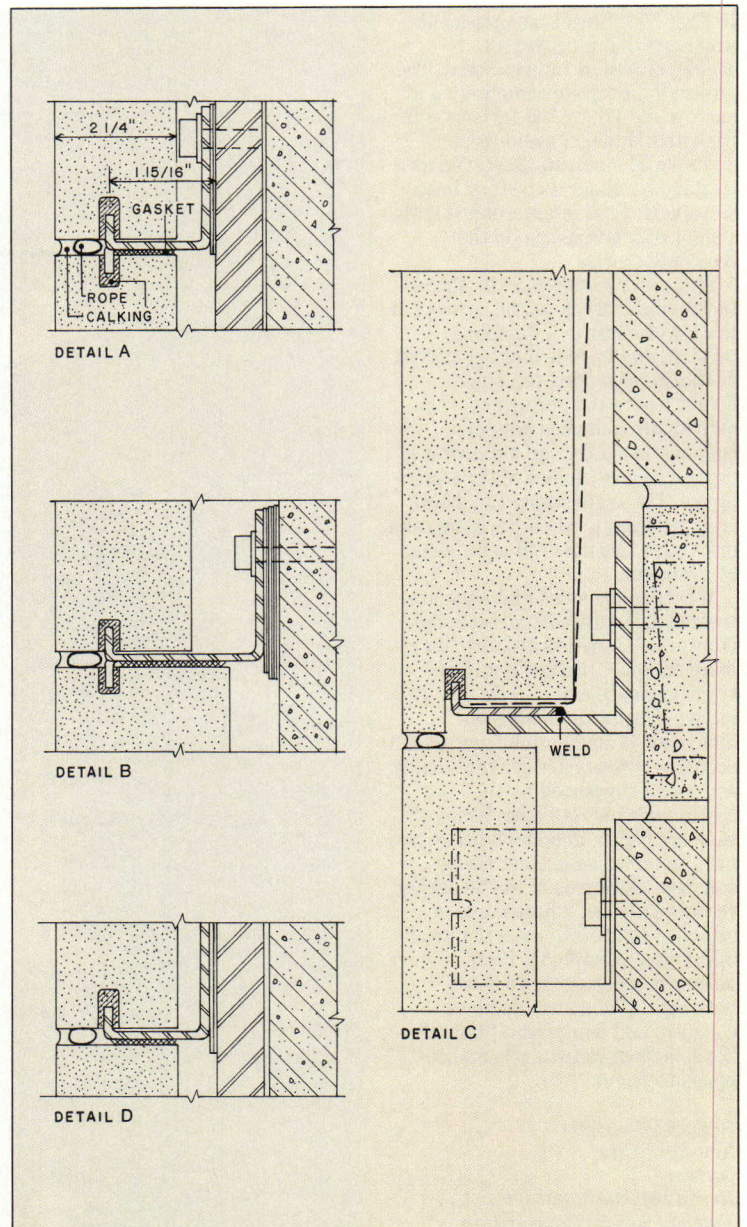 2 1/4"
1.15/16"
GASKET
ROPE
CALKING
DETAIL A
DETAIL B
WELD
DETAIL C
DETAIL D